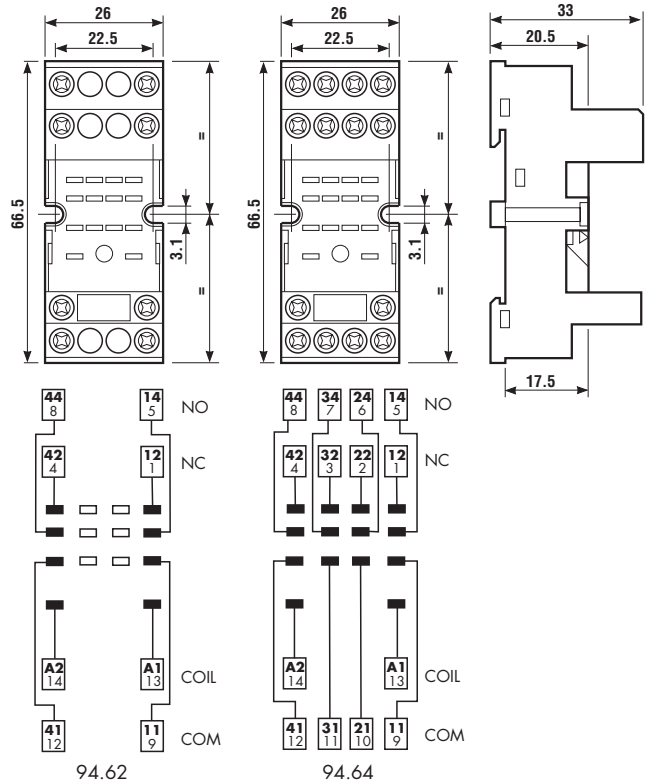 26 26 33
22.5 22.5 20.5
= =
66.5 3.1 66.5 3.1
= =
17.5
44 14 NO 44 34 24 14 NO
8 5 8 7 6 5
42 12 NC 42 32 22 12 NC
4 1 4 3 2 1
A2 A1 COIL A2 A1 COIL
14 13 14 13
41 11 COM 41 31 21 11 COM
12 9 12 11 10 9
94.62 94.64